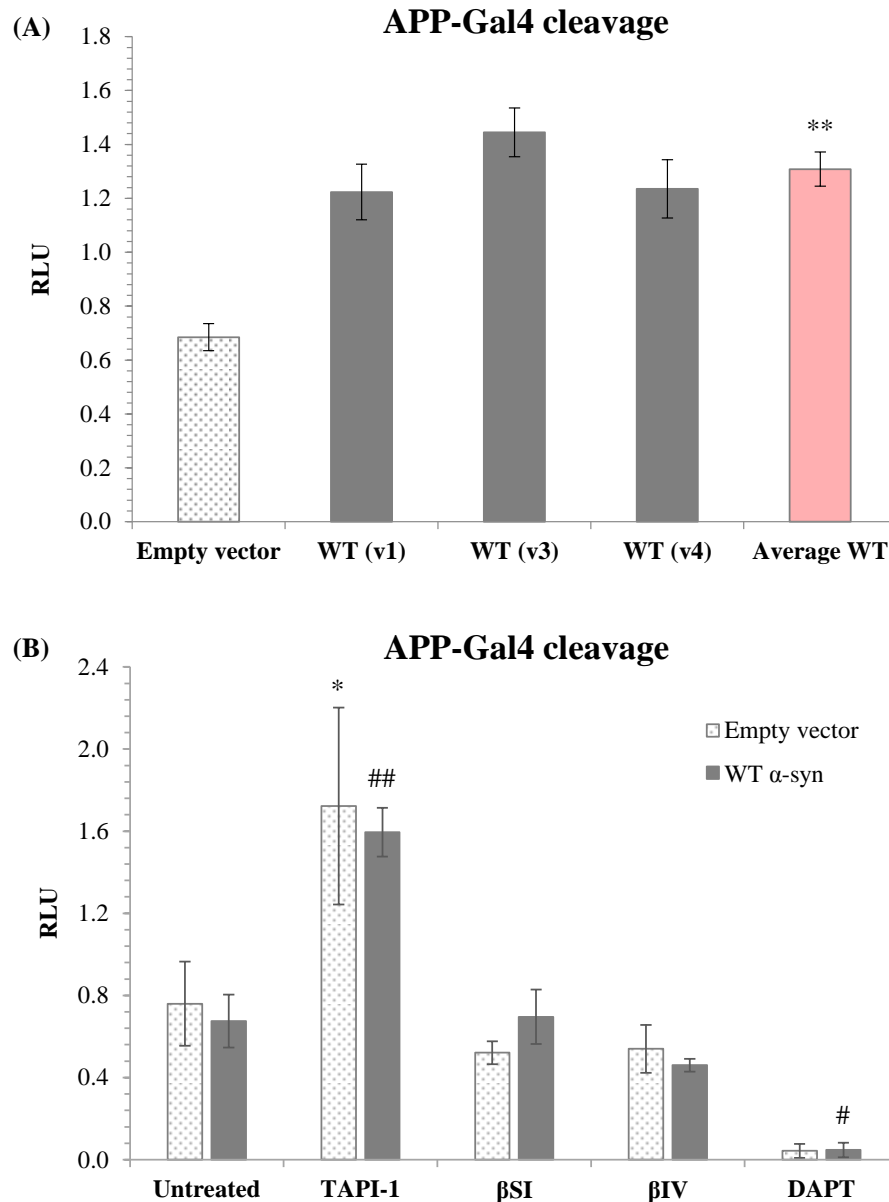 (A)
APP-Gal4 cleavage
1.8
1.6
1.4
1.2
1.0
0.8
0.6
0.4
0.2
0.0
RLU
**
Empty vector WT (v1) WT (v3) WT (v4) Average WT
(B)
APP-Gal4 cleavage
2.4
2.0
1.6
1.2
0.8
0.4
0.0
RLU
*
##
#
Empty vector
WT α-syn
Untreated TAPI-1 βSI βIV DAPT